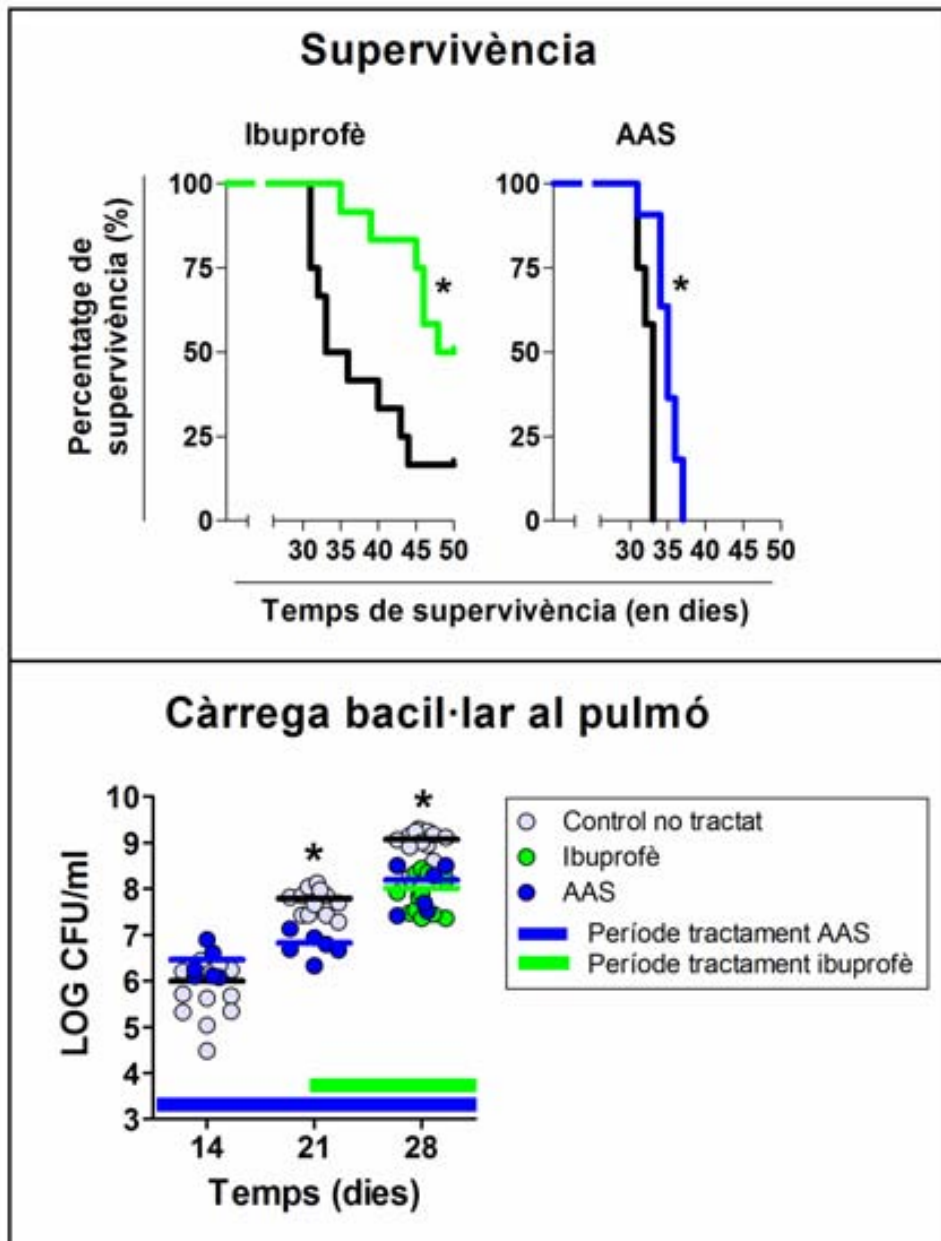 Supervivència
Ibuprofè
AAS
Percentatge de
supervivència (%)
100
75
50
25
0
30 35 40 45 50
100
75
50
25
0
30 35 40 45 50
*
*
Temps de supervivència (en dies)
Càrrega bacil·lar al pulmó
LOG CFU/ml
10
9
8
7
6
5
4
3
*
*
14 21 28
Temps (dies)
Control no tractat
Ibuprofè
AAS
Període tractament AAS
Període tractament ibuprofè